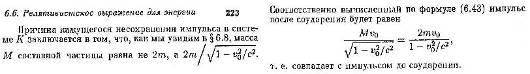 6.6. Релятивистское выражение для энергии 223
Причина кажущегося несохранения импульса в систе-
ме K заключается в том, что, как мы увидим в § 6.8, масса
M составной частицы равна не 2m, а 2m/√1 − v₀²/c².
Соответственно вычисленный по формуле (6.43) импульс
после соударения будет равен
Mv₀/√1 − v₀²/c² = 2mv₀/1 − v₀²/c²,
т. е. совпадает с импульсом до соударения.